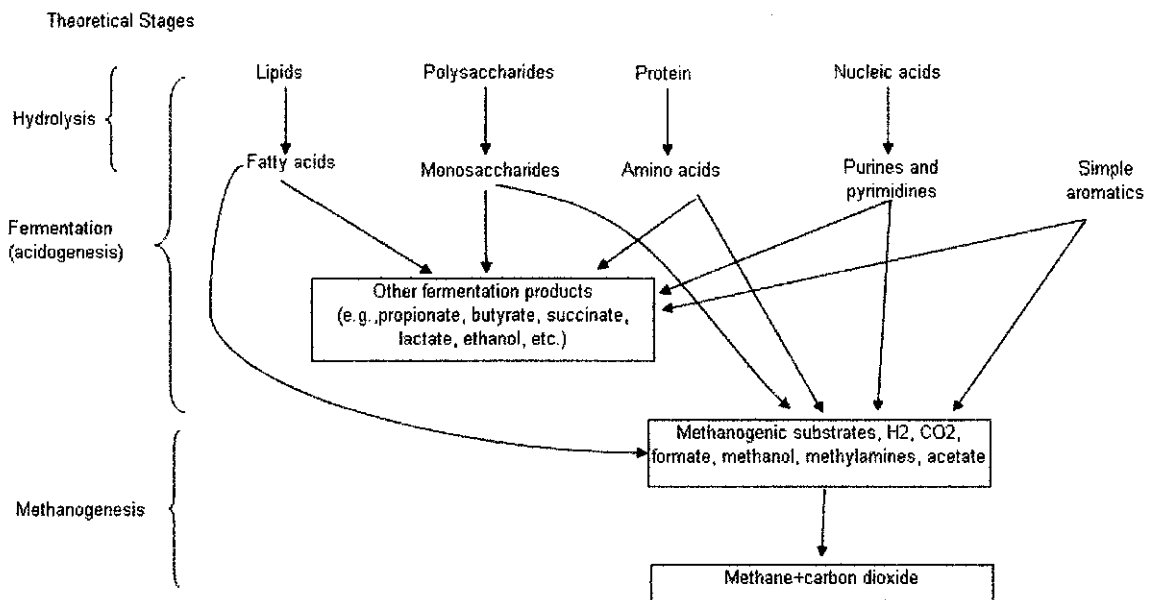 Theoretical Stages
Lipids
Polysaccharides
Protein
Nucleic acids
Hydrolysis
Fatty acids
Monosaccharides
Amino acids
Purines and
pyrimidines
Simple
aromatics
Fermentation
(acidogenesis)
Other fermentation products
(e.g.,propionate, butyrate, succinate,
lactate, ethanol, etc.)
Methanogenic substrates, H2, CO2,
formate, methanol, methylamines, acetate
Methanogenesis
Methane+carbon dioxide